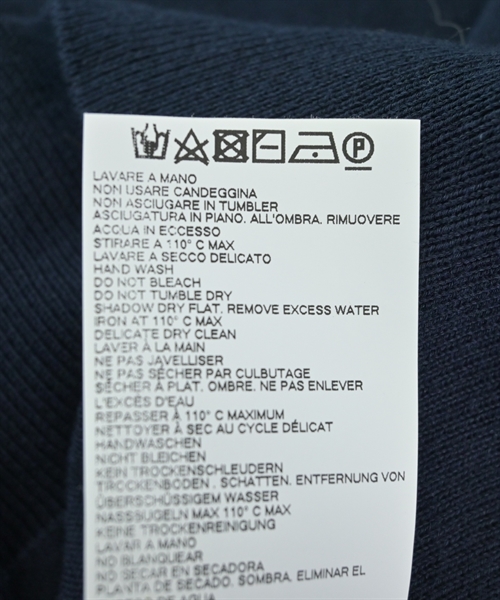 P
LAVARE A MANO
NON USARE CANDEGGINA
NON ASCIUGARE IN TUMBLER
ASCIUGATURA IN PIANO. ALL'OMBRA. RIMUOVERE
ACQUA IN ECCESSO
STIRARE A 110° C MAX
LAVARE A SECCO DELICATO
HAND WASH
DO NOT BLEACH
DO NOT TUMBLE DRY
SHADOW DRY FLAT. REMOVE EXCESS WATER
IRON AT 110° C MAX
DELICATE DRY CLEAN
LAVER À LA MAIN
NE PAS JAVELLISER
NE PAS SÉCHER PAR CULBUTAGE
SÉCHER À PLAT. OMBRE. NE PAS ENLEVER
L'EXCÈS D'EAU
REPASSER À 110° C MAXIMUM
NETTOYER À SEC AU CYCLE DÉLICAT
HANDWASCHEN
NICHT BLEICHEN
KEIN TROCKENSCHLEUDERN
TROCKENBODEN . SCHATTEN. ENTFERNUNG VON
ÜBERSCHÜSSIGEM WASSER
NASSSUGELN MAX 110° C MAX
KEINE TROCKENREINIGUNG
LAVAR A MANO
NO BLANQUEAR
NO SECAR EN SECADORA
PLANTA DE SECADO. SOMBRA. ELIMINAR EL
DE AGUA